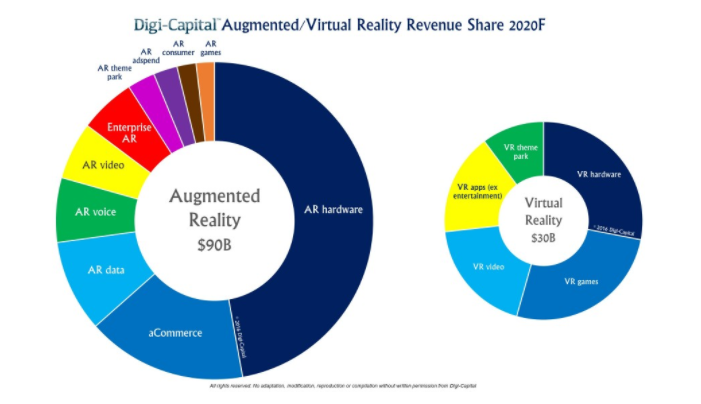 Digi-Capital™ Augmented/Virtual Reality Revenue Share 2020F
AR theme
park
AR
adspend
AR
consumer
AR
games
Enterprise
AR
AR video
AR voice
AR data
aCommerce
AR hardware
Augmented
Reality
$90B
© 2016 Digi-Capital
VR theme
park
VR hardware
VR apps (ex
entertainment)
Virtual
Reality
$30B
© 2016 Digi-Capital
VR video
VR games
All rights reserved. No adaptation, modification, reproduction or compilation without written permission from Digi-Capital